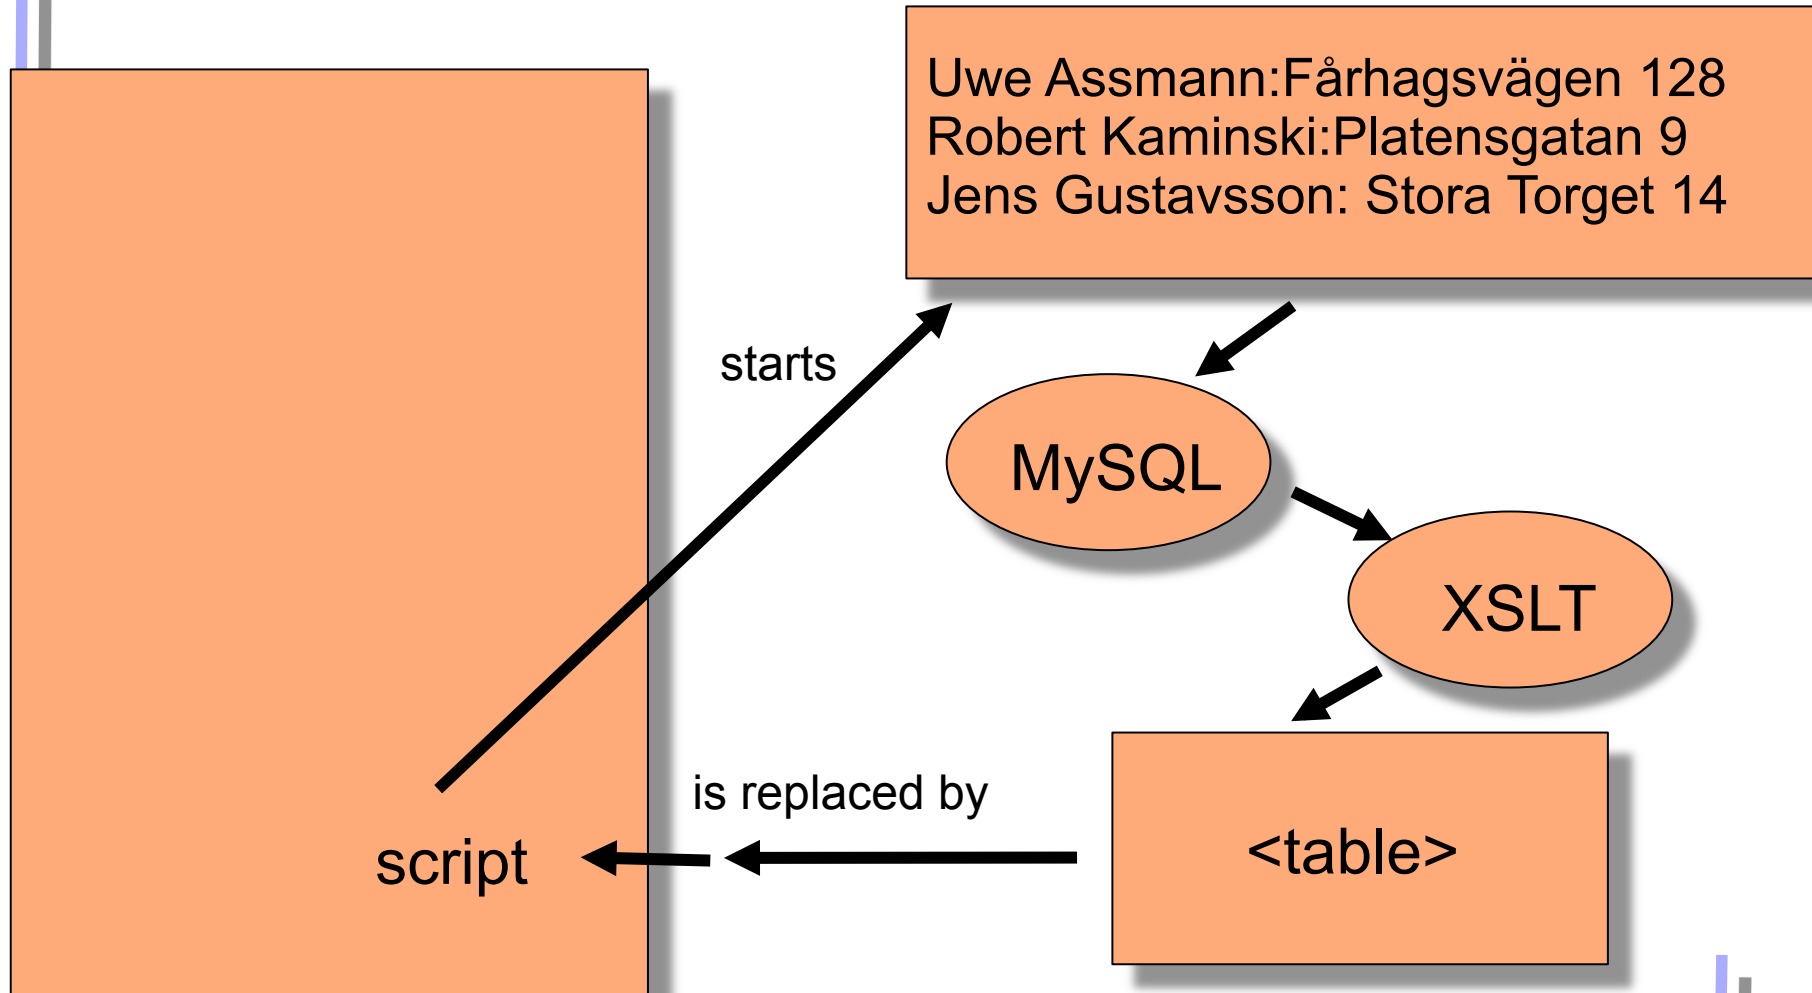 Uwe Assmann:Fårhagsvägen 128
Robert Kaminski:Platensgatan 9
Jens Gustavsson: Stora Torget 14
starts
MySQL
XSLT
is replaced by
script
<table>